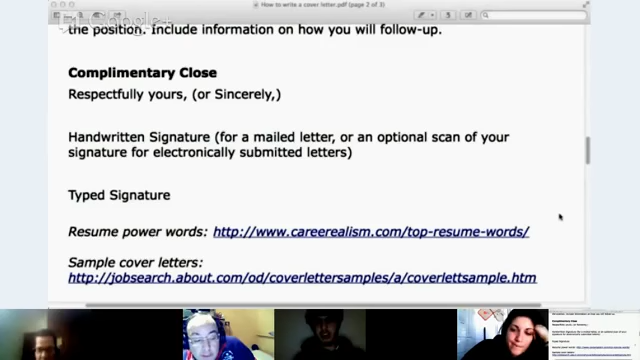 How to write a cover letter.pdf (page 2 of 3)
Google+
the position. Include information on how you will follow-up.
Complimentary Close
Respectfully yours, (or Sincerely,)
Handwritten Signature (for a mailed letter, or an optional scan of your
signature for electronically submitted letters)
Typed Signature
Resume power words: http://www.careerealism.com/top-resume-words/
Sample cover letters:
http://jobsearch.about.com/od/coverlettersamples/a/coverlettsample.htm